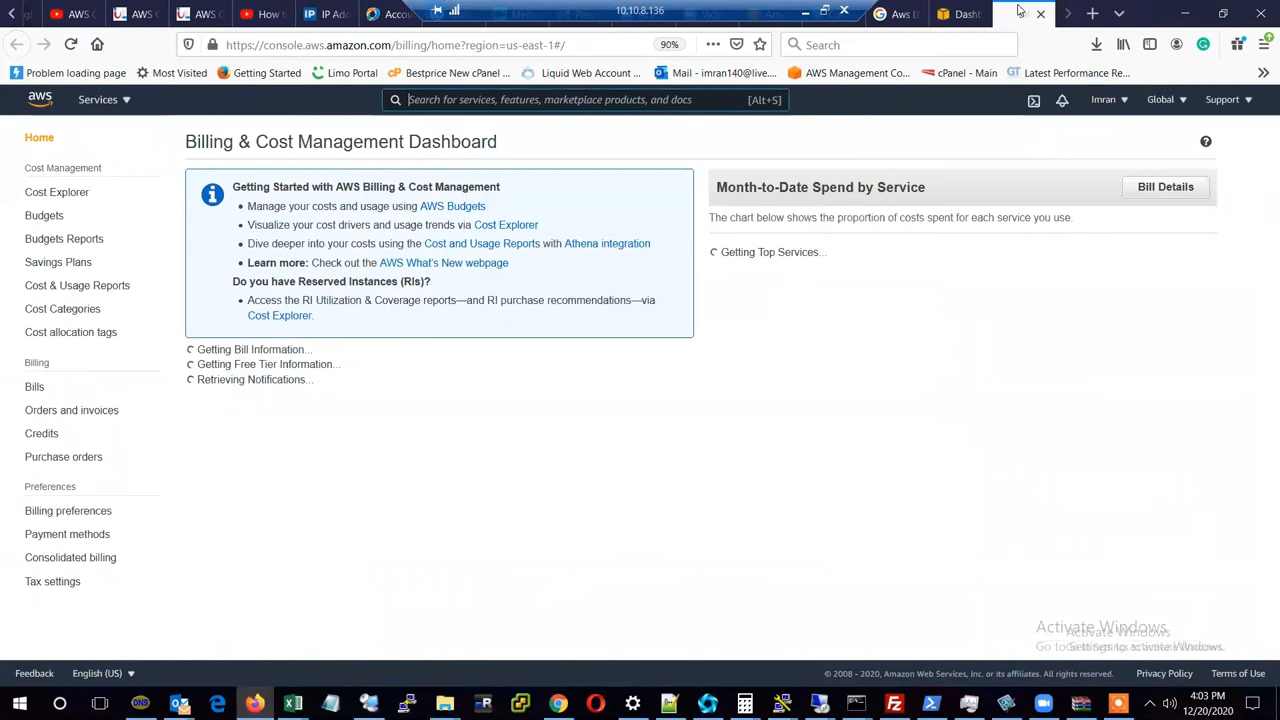 AWS C
AWS C
AWS C
How to
IP Ad
Accou
10.10.8.136
Aws L
Dashb
https://console.aws.amazon.com/billing/home?region=us-east-1#/
90%
Search
Problem loading page
Most Visited
Getting Started
Limo Portal
Bestprice New cPanel ...
Liquid Web Account ...
Mail - imran140@live....
AWS Management Co...
cPanel - Main
Latest Performance Re...
aws
Services
Search for services, features, marketplace products, and docs
[Alt+S]
Imran
Global
Support
Home
Cost Management
Cost Explorer
Budgets
Budgets Reports
Savings Plans
Cost & Usage Reports
Cost Categories
Cost allocation tags
Billing
Bills
Orders and invoices
Credits
Purchase orders
Preferences
Billing preferences
Payment methods
Consolidated billing
Tax settings
Billing & Cost Management Dashboard
Getting Started with AWS Billing & Cost Management
• Manage your costs and usage using AWS Budgets
• Visualize your cost drivers and usage trends via Cost Explorer
• Dive deeper into your costs using the Cost and Usage Reports with Athena integration
• Learn more: Check out the AWS What's New webpage
Do you have Reserved Instances (RIs)?
• Access the RI Utilization & Coverage reports—and RI purchase recommendations—via
Cost Explorer.
Getting Bill Information...
Getting Free Tier Information...
Retrieving Notifications...
Month-to-Date Spend by Service
Bill Details
The chart below shows the proportion of costs spent for each service you use.
Getting Top Services...
Activate Windows
Activate Windows
Go to Settings to activate Windows.
Feedback
English (US)
© 2008 - 2020, Amazon Web Services, Inc. or its affiliates. All rights reserved.
Privacy Policy
Terms of Use
4:03 PM
12/20/2020